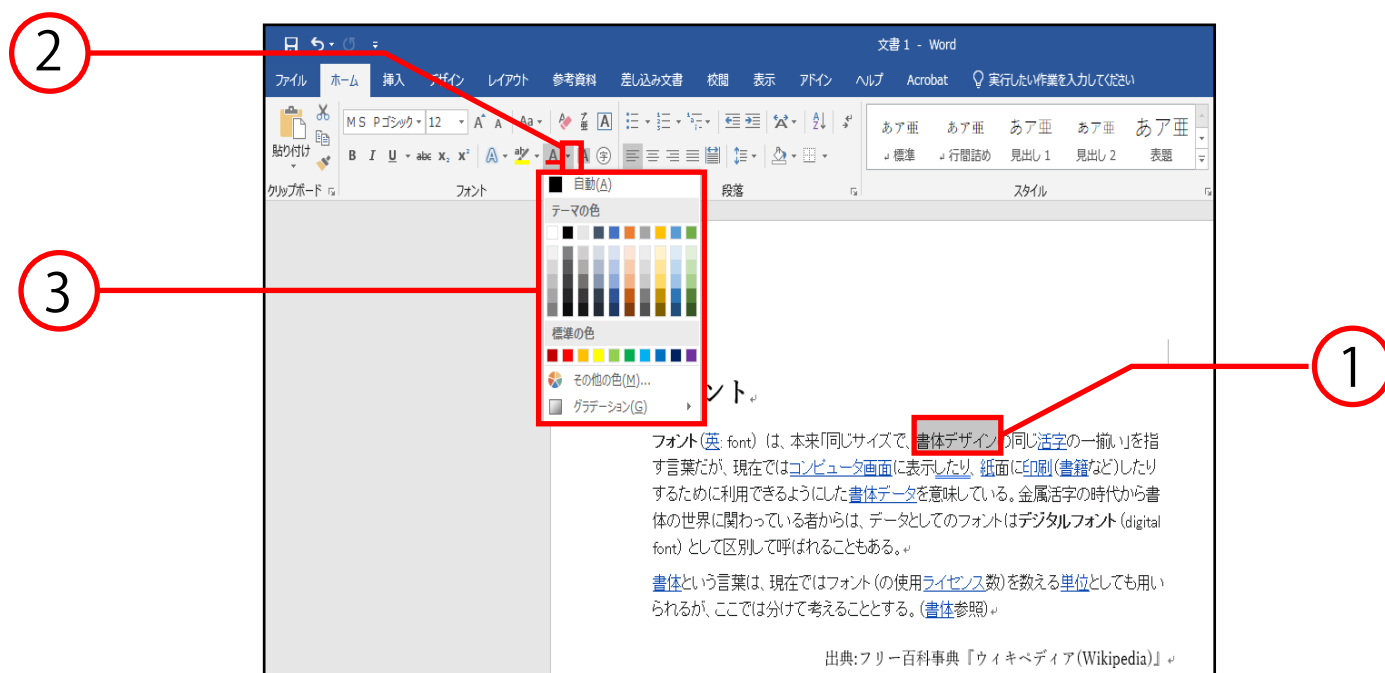 2
文書 1 - Word
ファイル ホーム 挿入 デザイン レイアウト 参考資料 差し込み文書 校閲 表示 アドイン ヘルプ Acrobat 実行したい作業を入力してください
ＭＳ Ｐゴシック 12 A A Aa A
あア亜 あア亜 あア亜 あア亜 あア亜
貼り付け
B I U abc X₂ X² A aby A A 字
標準 行間詰め 見出し 1 見出し 2 表題
クリップボード フォント 段落 スタイル
自動(A)
テーマの色
3
標準の色
その他の色(M)...
グラデーション(G)
1
ント
フォント(英: font) は、本来「同じサイズで、書体デザインの同じ活字の一揃い」を指
す言葉だが、現在ではコンピュータ画面に表示したり、紙面に印刷(書籍など)したり
するために利用できるようにした書体データを意味している。金属活字の時代から書
体の世界に関わっている者からは、データとしてのフォントはデジタルフォント(digital
font) として区別して呼ばれることもある。
書体という言葉は、現在ではフォント(の使用ライセンス数)を数える単位としても用い
られるが、ここでは分けて考えることとする。(書体参照)
出典:フリー百科事典『ウィキペディア(Wikipedia)』